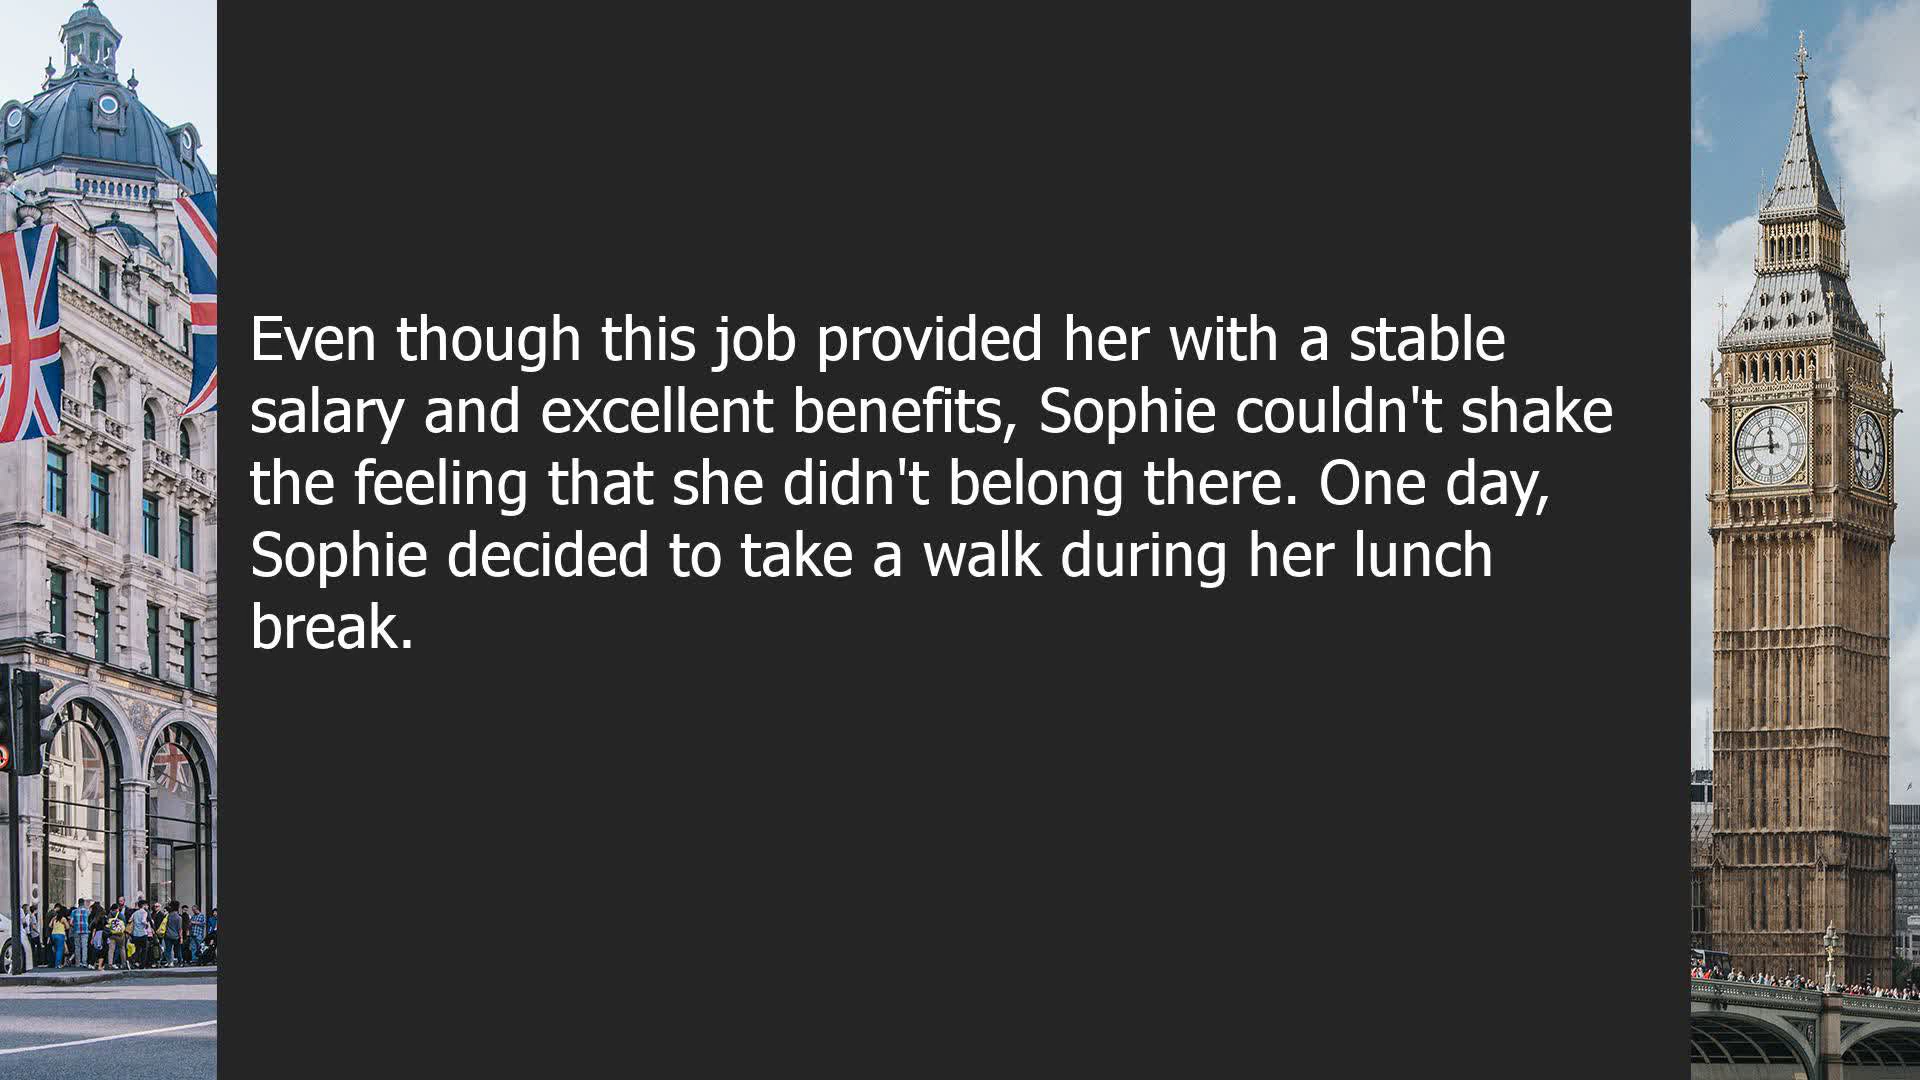 Even though this job provided her with a stable
salary and excellent benefits, Sophie couldn't shake
the feeling that she didn't belong there. One day,
Sophie decided to take a walk during her lunch
break.